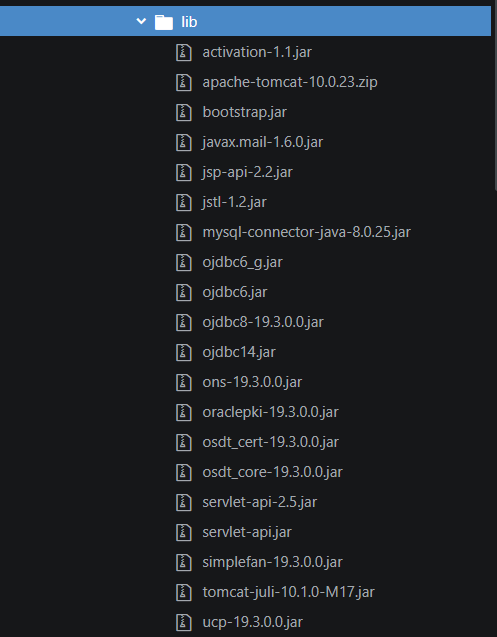 lib
activation-1.1.jar
apache-tomcat-10.0.23.zip
bootstrap.jar
javax.mail-1.6.0.jar
jsp-api-2.2.jar
jstl-1.2.jar
mysql-connector-java-8.0.25.jar
ojdbc6_g.jar
ojdbc6.jar
ojdbc8-19.3.0.0.jar
ojdbc14.jar
ons-19.3.0.0.jar
oraclepki-19.3.0.0.jar
osdt_cert-19.3.0.0.jar
osdt_core-19.3.0.0.jar
servlet-api-2.5.jar
servlet-api.jar
simplefan-19.3.0.0.jar
tomcat-juli-10.1.0-M17.jar
ucp-19.3.0.0.jar